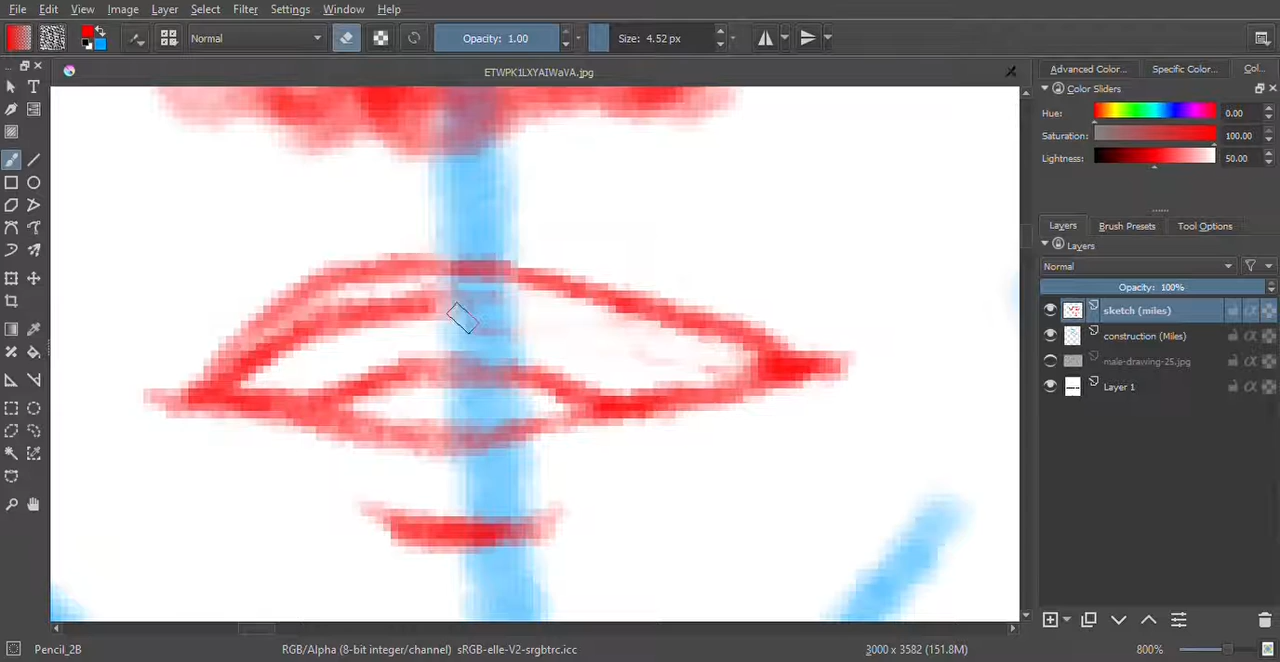 File Edit View Image Layer Select Filter Settings Window Help
Normal Opacity: 1.00 Size: 4.52 px
ETWPK1LXYAIWaVA.jpg
Advanced Color... Specific Color... Col...
Color Sliders
Hue: 0.00
Saturation: 100.00
Lightness: 50.00
Layers Brush Presets Tool Options
Layers
Normal
Opacity: 100%
sketch (miles)
construction (Miles)
male-drawing-25.jpg
Layer 1
Pencil_2B RGB/Alpha (8-bit integer/channel) sRGB-elle-V2-srgbtrc.icc 3000 x 3582 (151.8M) 800%